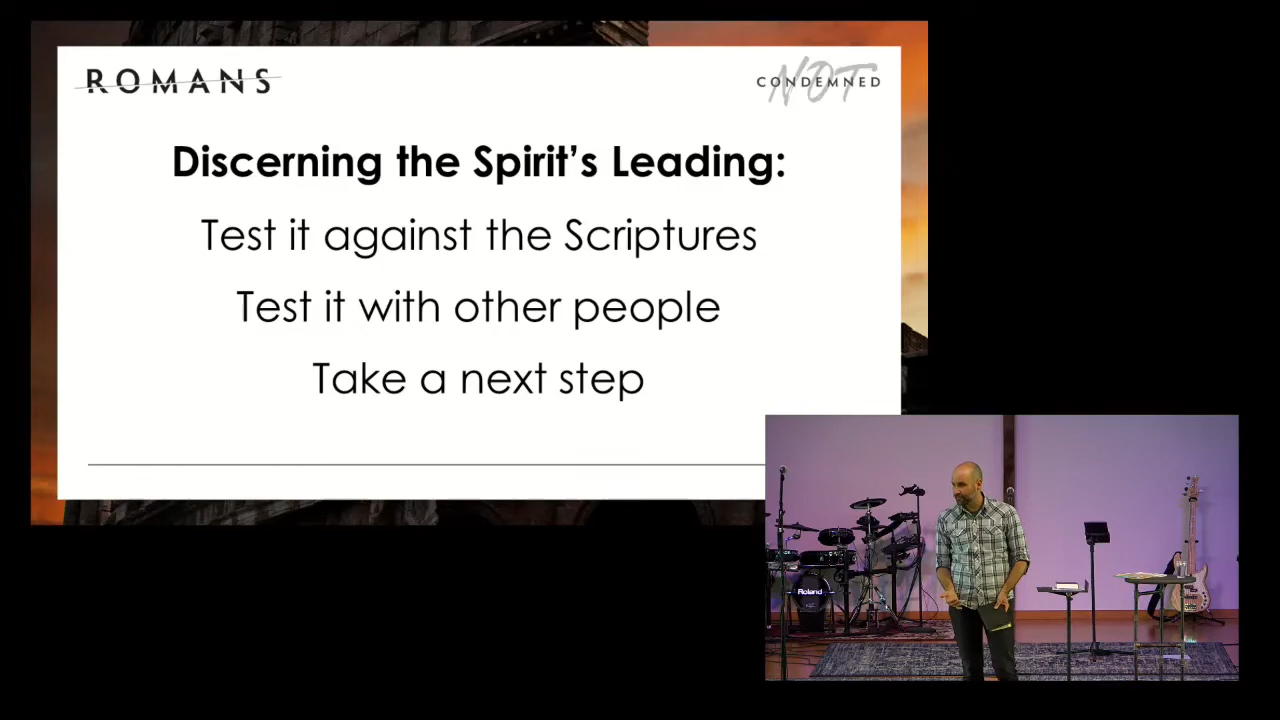 ROMANS
CONDEMNED
NOT
Discerning the Spirit's Leading:
Test it against the Scriptures
Test it with other people
Take a next step
Roland